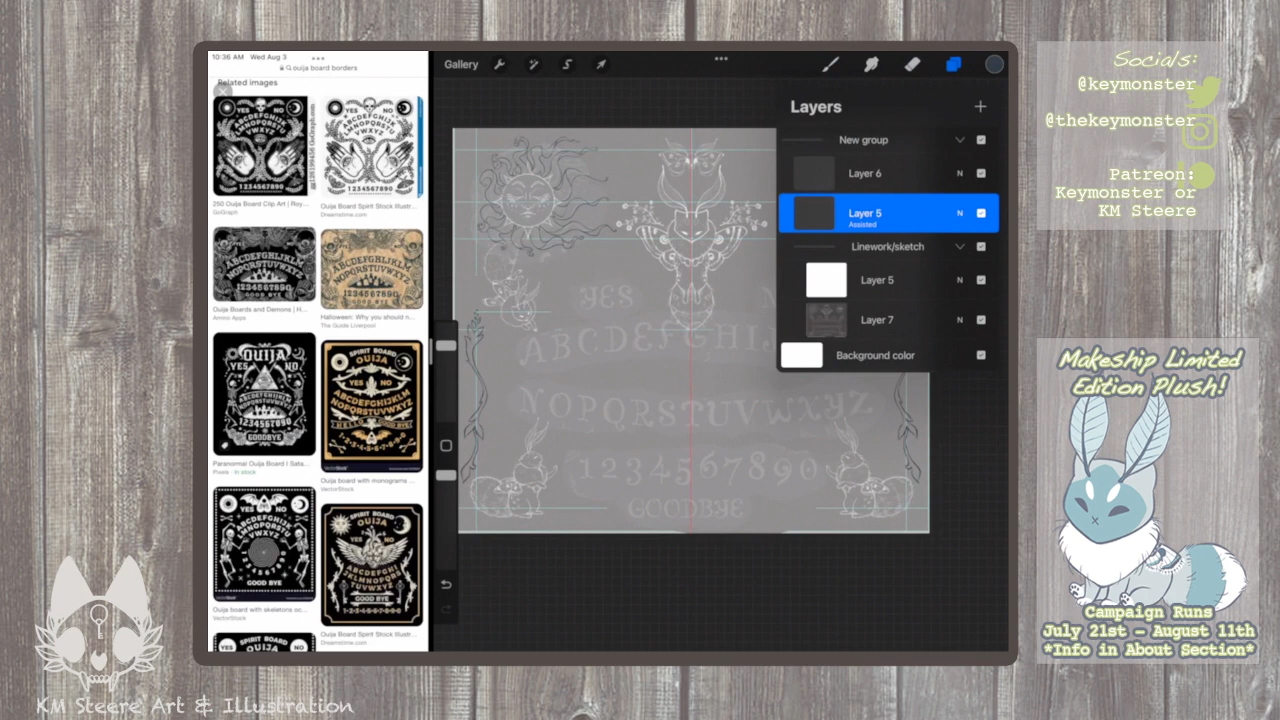 10:36 AM Wed Aug 3
ouija board borders
Related images
250 Ouija Board Clip Art | Roy...
GoGraph
Ouija Board Spirit Stock Illustr...
Dreamstime.com
Ouija Boards and Demons | H...
Amino Apps
Halloween: Why you should n...
The Guide Liverpool
Paranormal Ouija Board I Sata...
Pixels · In stock
Ouija board with monograms ...
VectorStock
Ouija board with skeletons oc...
VectorStock
Ouija Board Spirit Stock Illustr...
Dreamstime.com
Gallery
Layers
New group
Layer 6 N
Layer 5 N
Assisted
Linework/sketch
Layer 5 N
Layer 7 N
Background color
YES
ABCDEFGHIJ
NOPQRSTUVWXYZ
1234567890
GOODBYE
Socials:
@keymonster
@thekeymonster
Patreon:
Keymonster or
KM Steere
Makeship Limited
Edition Plush!
Campaign Runs
July 21st - August 11th
*Info in About Section*
KM Steere Art & Illustration